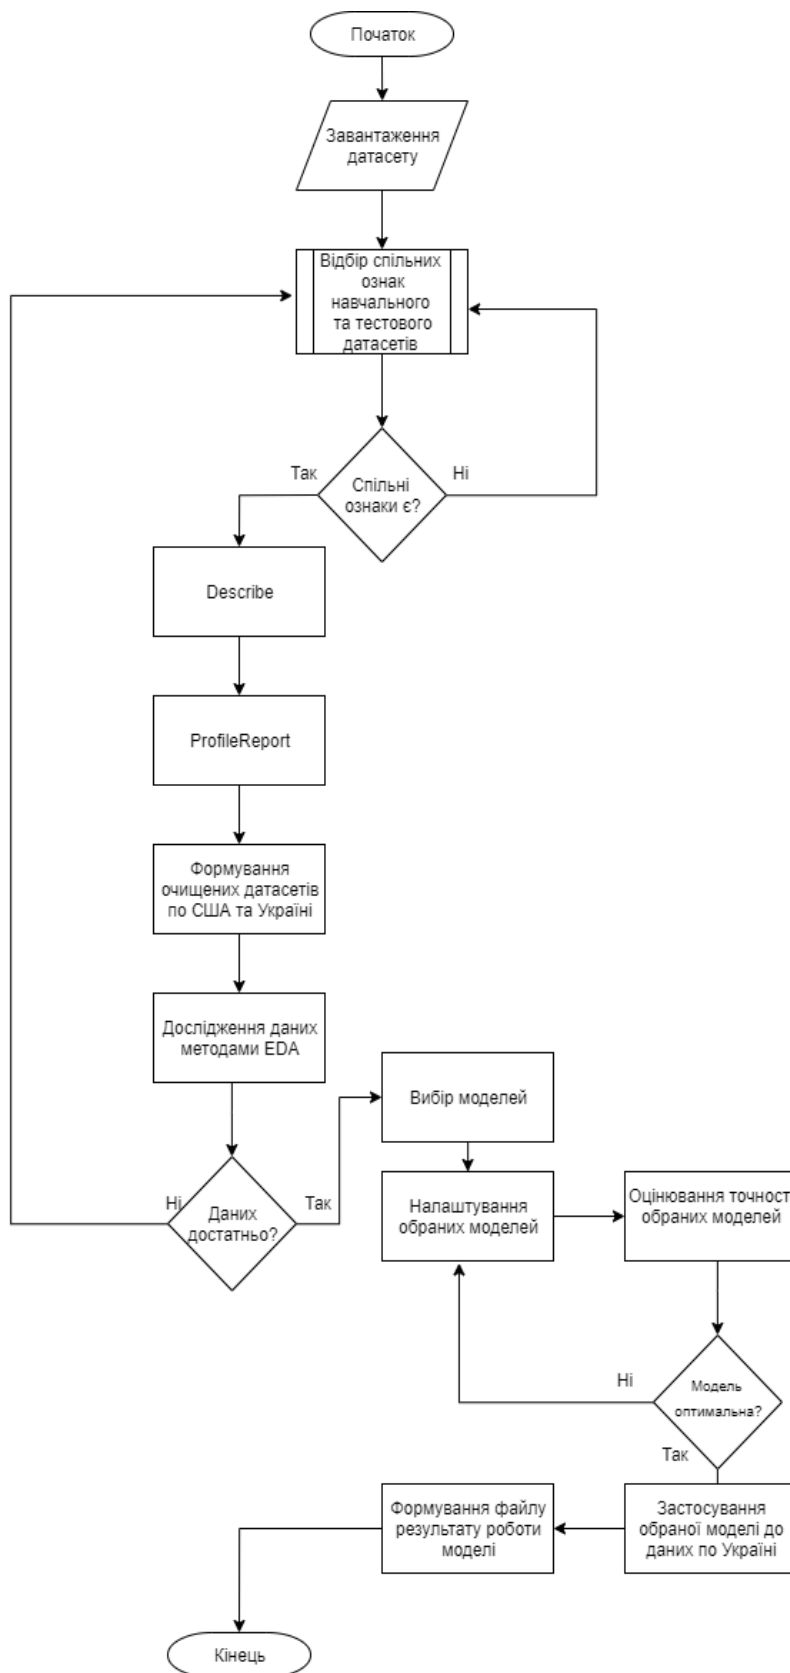 Початок
Завантаження
датасету
Відбір спільних
ознак
навчального
та тестового
датасетів
Так
Ні
Спільні
ознаки є?
Describe
ProfileReport
Формування
очищених датасетів
по США та Україні
Дослідження даних
методами EDA
Вибір моделей
Ні
Так
Даних
достатньо?
Налаштування
обраних моделей
Оцінювання точност
обраних моделей
Ні
Модель
оптимальна?
Так
Формування файлу
результату роботи
моделі
Застосування
обраної моделі до
даних по Україні
Кінець